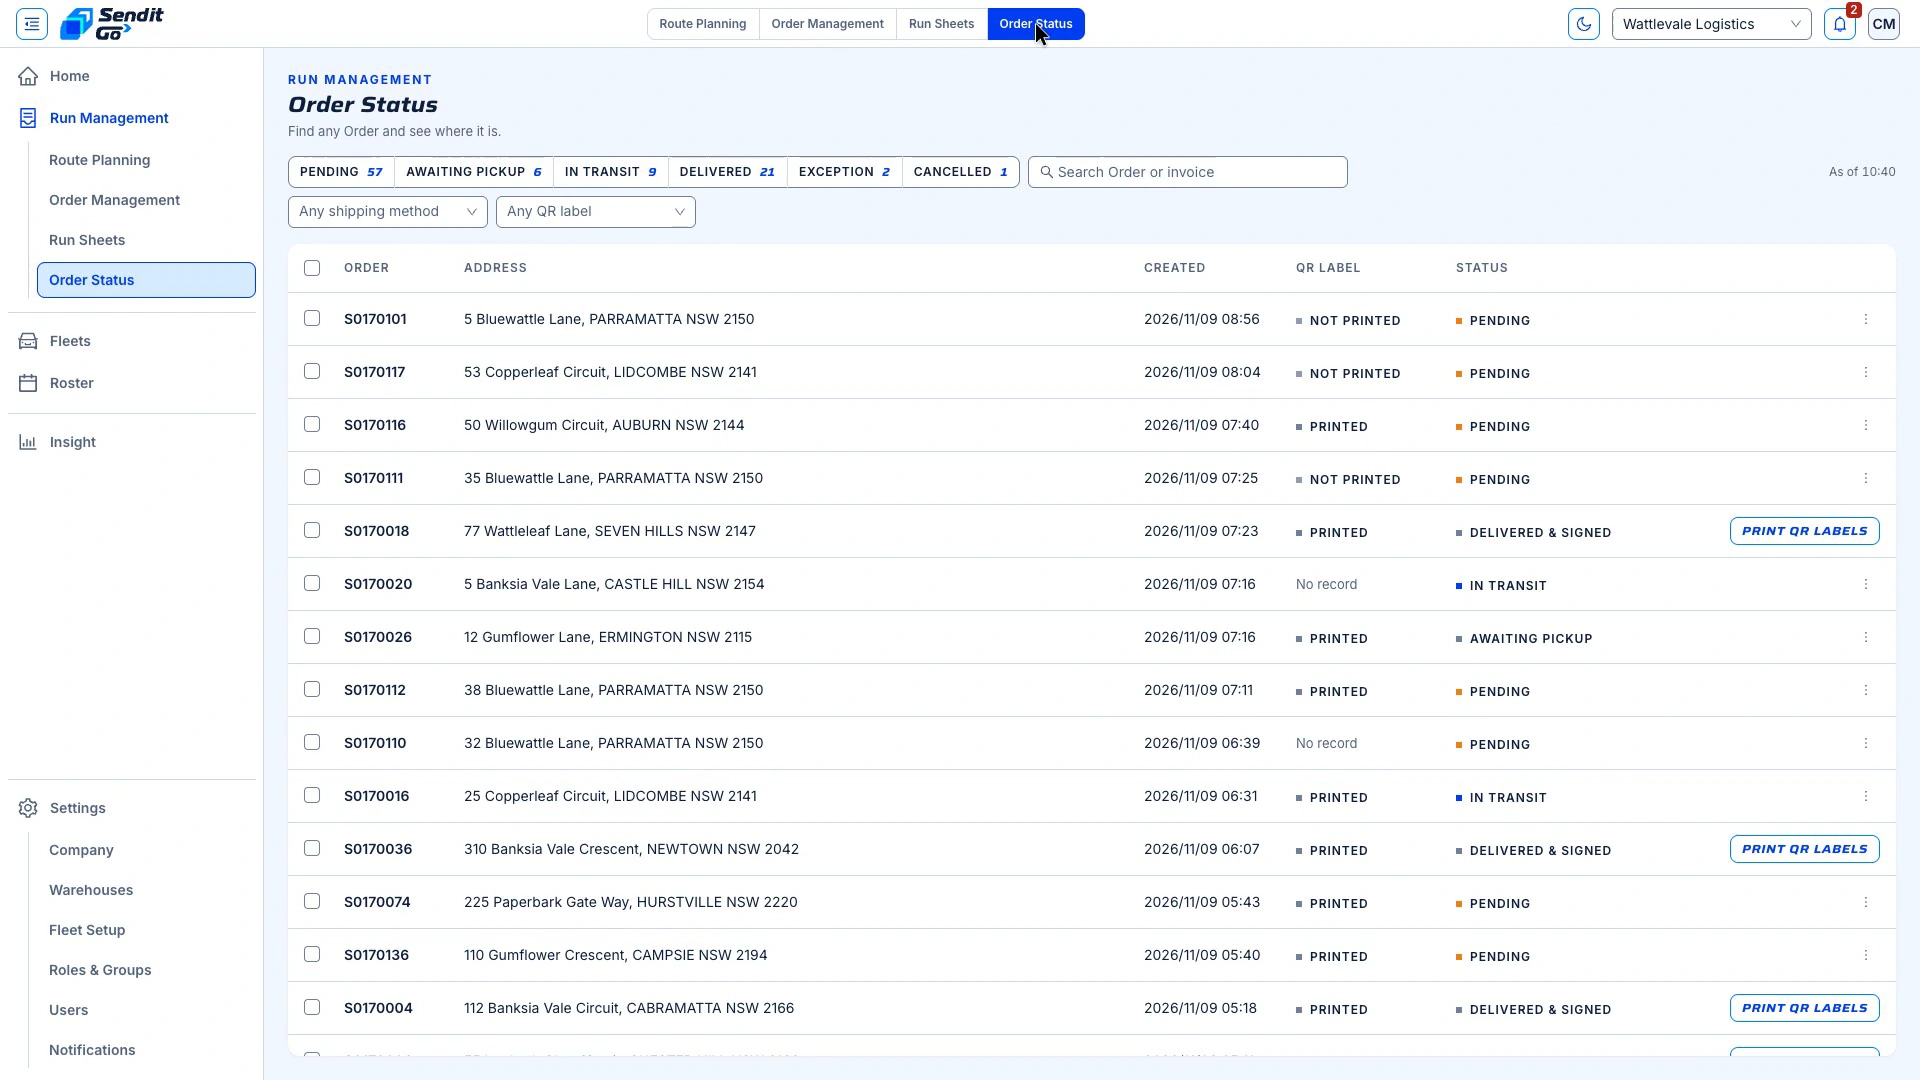 Sendit Go
Route Planning
Order Management
Run Sheets
Order Status
Wattlevale Logistics
2
CM
Home
Run Management
Route Planning
Order Management
Run Sheets
Order Status
Fleets
Roster
Insight
Settings
Company
Warehouses
Fleet Setup
Roles & Groups
Users
Notifications
RUN MANAGEMENT
Order Status
Find any Order and see where it is.
PENDING 57 AWAITING PICKUP 6 IN TRANSIT 9 DELIVERED 21 EXCEPTION 2 CANCELLED 1
Search Order or invoice
As of 10:40
Any shipping method
Any QR label
ORDER ADDRESS CREATED QR LABEL STATUS
S0170101 5 Bluewattle Lane, PARRAMATTA NSW 2150 2026/11/09 08:56 NOT PRINTED PENDING
S0170117 53 Copperleaf Circuit, LIDCOMBE NSW 2141 2026/11/09 08:04 NOT PRINTED PENDING
S0170116 50 Willowgum Circuit, AUBURN NSW 2144 2026/11/09 07:40 PRINTED PENDING
S0170111 35 Bluewattle Lane, PARRAMATTA NSW 2150 2026/11/09 07:25 NOT PRINTED PENDING
S0170018 77 Wattleleaf Lane, SEVEN HILLS NSW 2147 2026/11/09 07:23 PRINTED DELIVERED & SIGNED PRINT QR LABELS
S0170020 5 Banksia Vale Lane, CASTLE HILL NSW 2154 2026/11/09 07:16 No record IN TRANSIT
S0170026 12 Gumflower Lane, ERMINGTON NSW 2115 2026/11/09 07:16 PRINTED AWAITING PICKUP
S0170112 38 Bluewattle Lane, PARRAMATTA NSW 2150 2026/11/09 07:11 PRINTED PENDING
S0170110 32 Bluewattle Lane, PARRAMATTA NSW 2150 2026/11/09 06:39 No record PENDING
S0170016 25 Copperleaf Circuit, LIDCOMBE NSW 2141 2026/11/09 06:31 PRINTED IN TRANSIT
S0170036 310 Banksia Vale Crescent, NEWTOWN NSW 2042 2026/11/09 06:07 PRINTED DELIVERED & SIGNED PRINT QR LABELS
S0170074 225 Paperbark Gate Way, HURSTVILLE NSW 2220 2026/11/09 05:43 PRINTED PENDING
S0170136 110 Gumflower Crescent, CAMPSIE NSW 2194 2026/11/09 05:40 PRINTED PENDING
S0170004 112 Banksia Vale Circuit, CABRAMATTA NSW 2166 2026/11/09 05:18 PRINTED DELIVERED & SIGNED PRINT QR LABELS